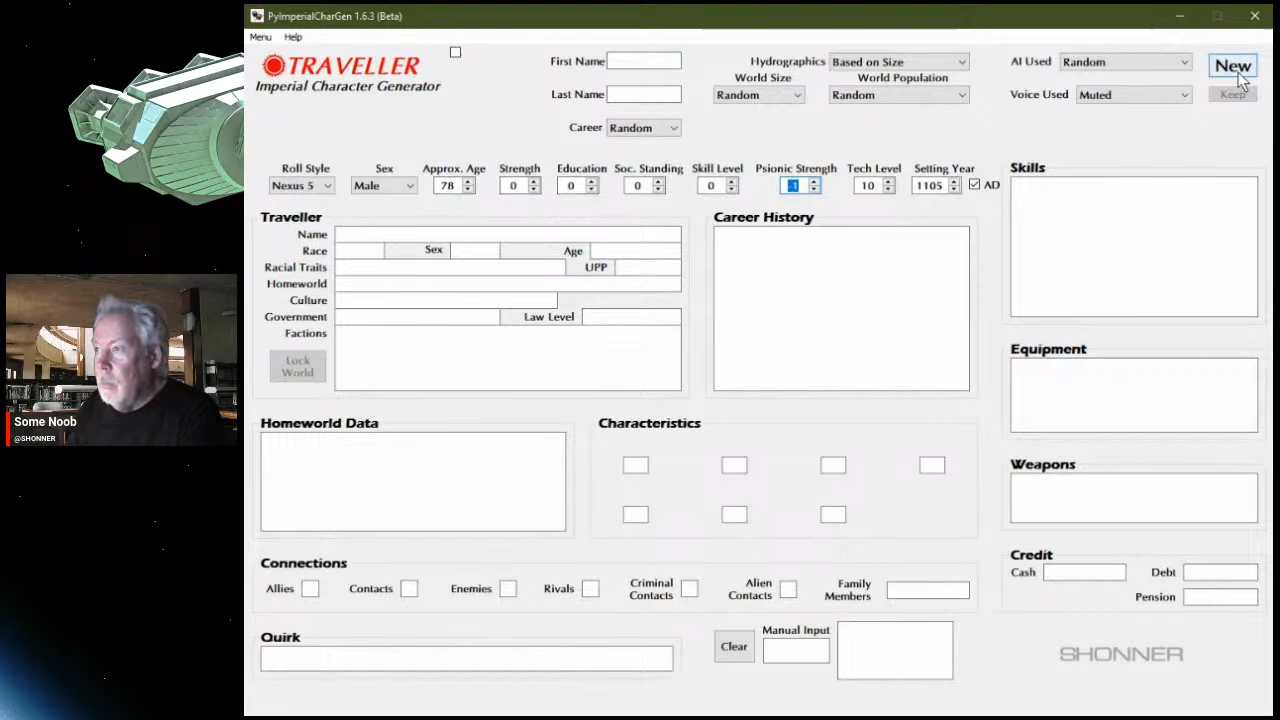 PyImperialCharGen 1.6.3 (Beta)
Menu Help
TRAVELLER
Imperial Character Generator
First Name
Last Name
Career Random
Hydrographics Based on Size
World Size World Population
Random Random
AI Used Random
Voice Used Muted
New
Keep
Roll Style Sex Approx. Age Strength Education Soc. Standing Skill Level Psionic Strength Tech Level Setting Year
Nexus 5 Male 78 0 0 0 0 -1 10 1105 AD
Traveller
Name
Race Sex Age
Racial Traits UPP
Homeworld
Culture
Government Law Level
Factions
Lock
World
Career History
Skills
Equipment
Weapons
Homeworld Data
Characteristics
Connections
Allies Contacts Enemies Rivals Criminal Contacts Alien Contacts Family Members
Credit
Cash Debt
Pension
Quirk
Clear
Manual Input
SHONNER
Some Noob
@SHONNER